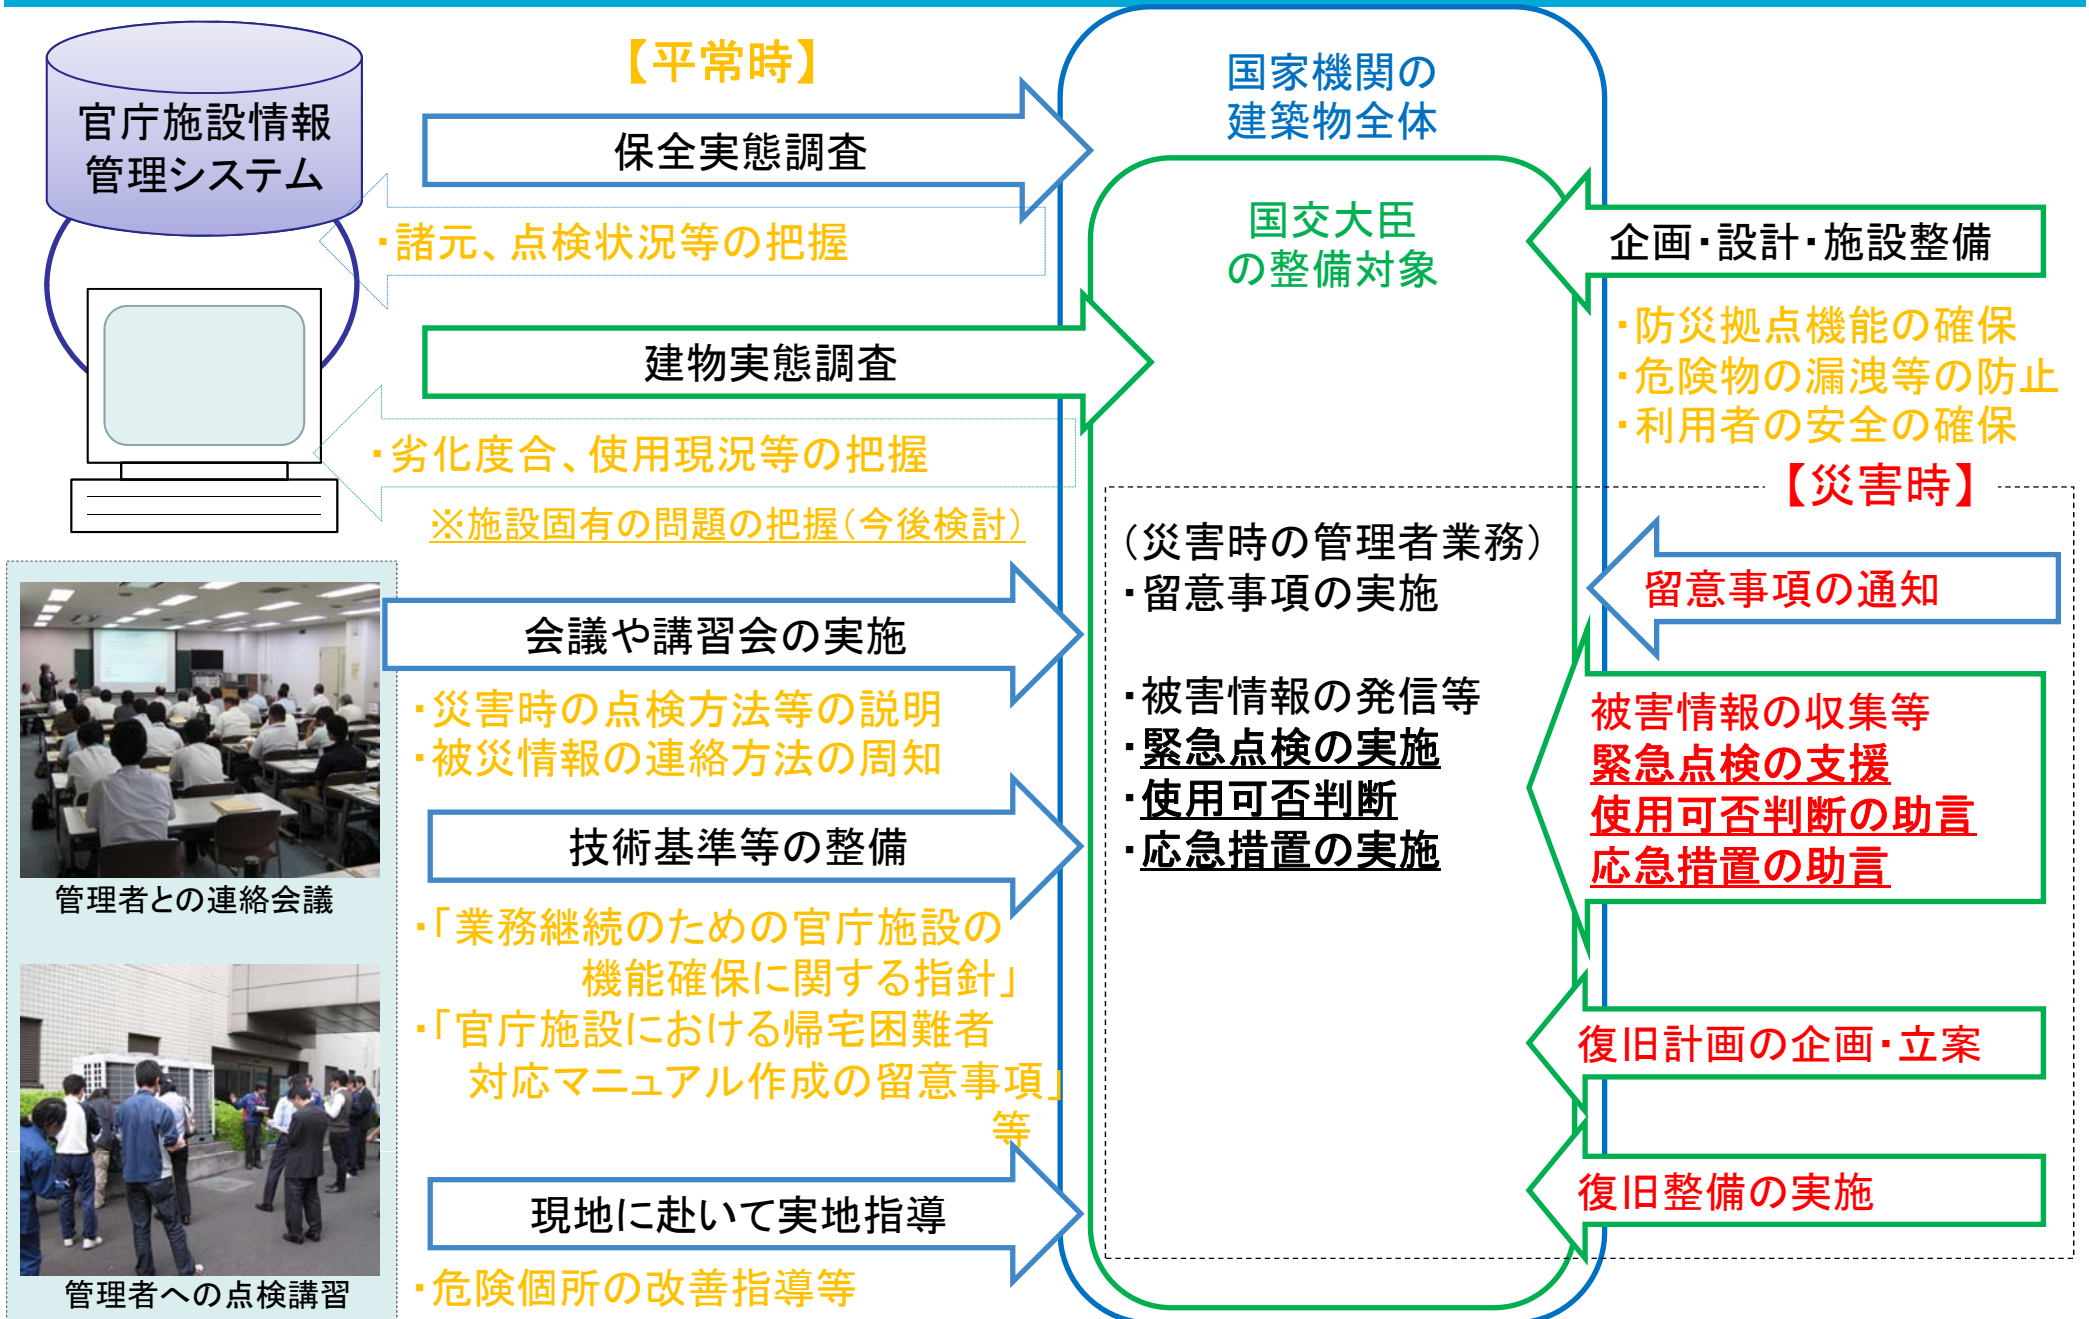 官庁施設情報
管理システム
【平常時】
保全実態調査
・諸元、点検状況等の把握
建物実態調査
・劣化度合、使用現況等の把握
※施設固有の問題の把握（今後検討）
会議や講習会の実施
・災害時の点検方法等の説明
・被災情報の連絡方法の周知
技術基準等の整備
・「業務継続のための官庁施設の
機能確保に関する指針」
・「官庁施設における帰宅困難者
対応マニュアル作成の留意事項」
等
現地に赴いて実地指導
・危険個所の改善指導等
管理者との連絡会議
管理者への点検講習
国家機関の
建築物全体
国交大臣
の整備対象
（災害時の管理者業務）
・留意事項の実施
・被害情報の発信等
・緊急点検の実施
・使用可否判断
・応急措置の実施
企画・設計・施設整備
・防災拠点機能の確保
・危険物の漏洩等の防止
・利用者の安全の確保
【災害時】
留意事項の通知
被害情報の収集等
緊急点検の支援
使用可否判断の助言
応急措置の助言
復旧計画の企画・立案
復旧整備の実施